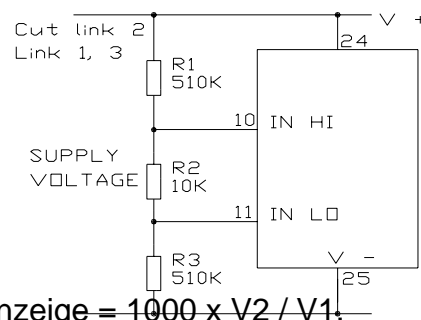 V +
Cut link 2
Link 1, 3
24
R1
510K
10
IN HI
SUPPLY
VOLTAGE
R2
10K
11
IN LO
R3
510K
V -
25
nzeige = 1000 x V2 / V1.